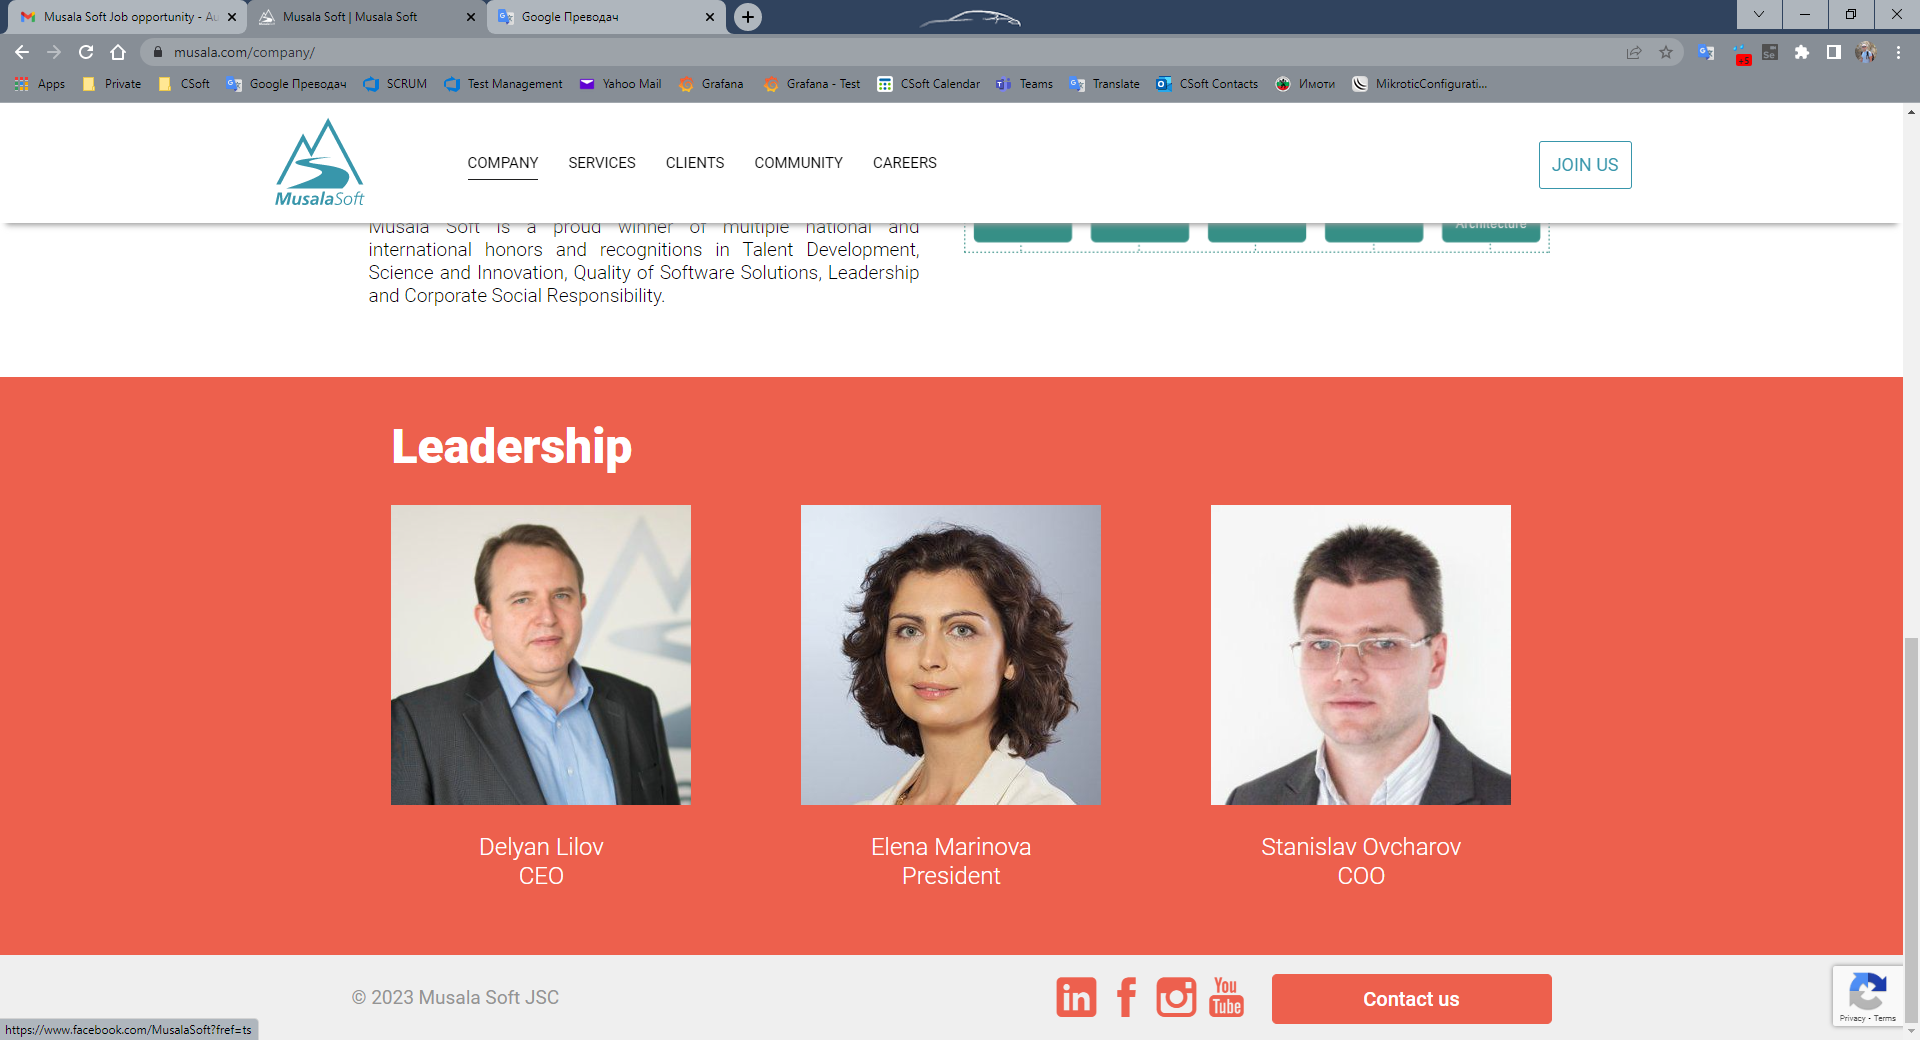 Musala Soft Job opportunity - Au
Musala Soft | Musala Soft
Google Преводач
musala.com/company/
Apps
Private
CSoft
Google Преводач
SCRUM
Test Management
Yahoo Mail
Grafana
Grafana - Test
CSoft Calendar
Teams
Translate
CSoft Contacts
Имоти
MikroticConfigurati...
MusalaSoft
COMPANY
SERVICES
CLIENTS
COMMUNITY
CAREERS
JOIN US
Musala Soft is a proud winner of multiple national and
international honors and recognitions in Talent Development,
Science and Innovation, Quality of Software Solutions, Leadership
and Corporate Social Responsibility.
Architecture
Leadership
Delyan Lilov
CEO
Elena Marinova
President
Stanislav Ovcharov
COO
© 2023 Musala Soft JSC
in
f
You
Tube
Contact us
Privacy - Terms
https://www.facebook.com/MusalaSoft?fref=ts